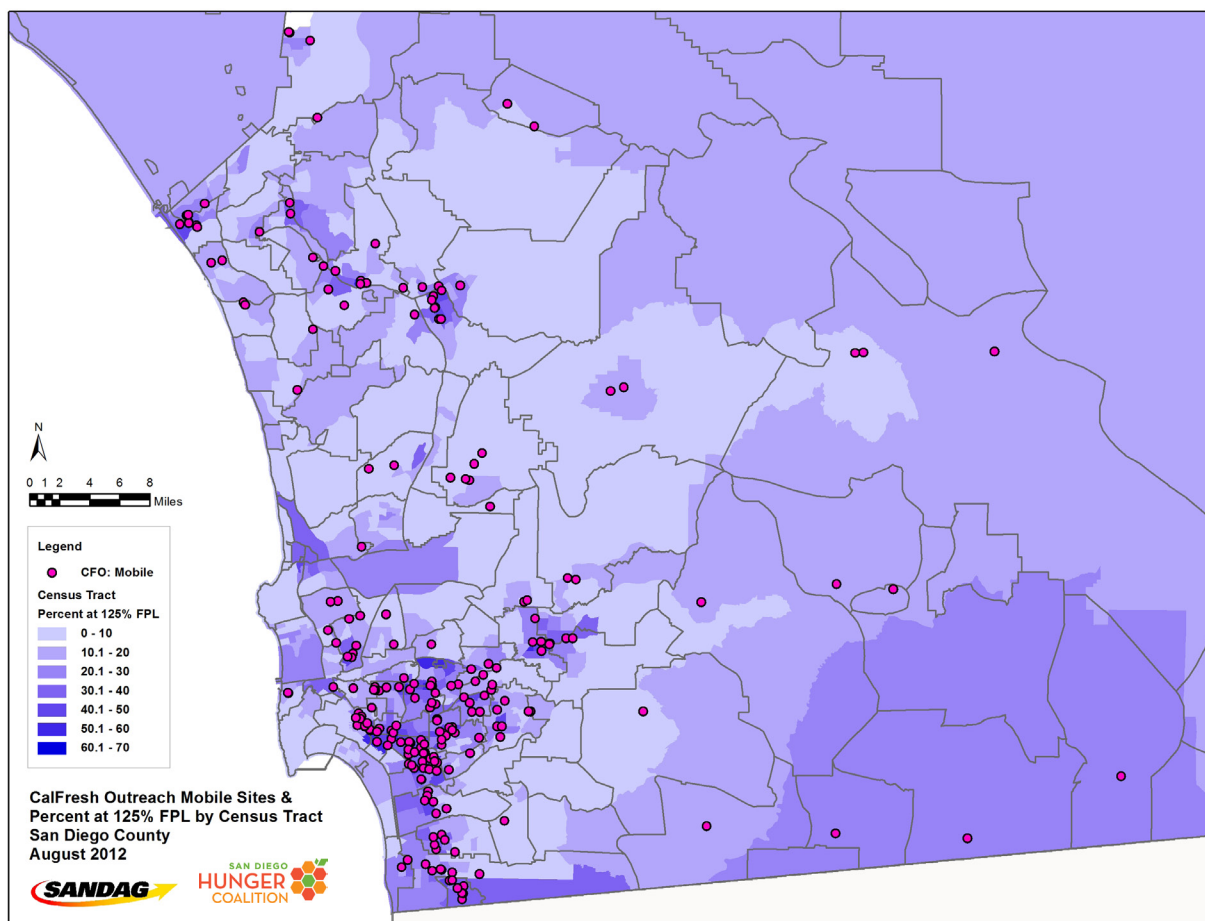 N
0 1 2 4 6 8
Miles
Legend
CFO: Mobile
Census Tract
Percent at 125% FPL
0 - 10
10.1 - 20
20.1 - 30
30.1 - 40
40.1 - 50
50.1 - 60
60.1 - 70
CalFresh Outreach Mobile Sites &
Percent at 125% FPL by Census Tract
San Diego County
August 2012
SANDAG
SAN DIEGO
HUNGER
COALITION